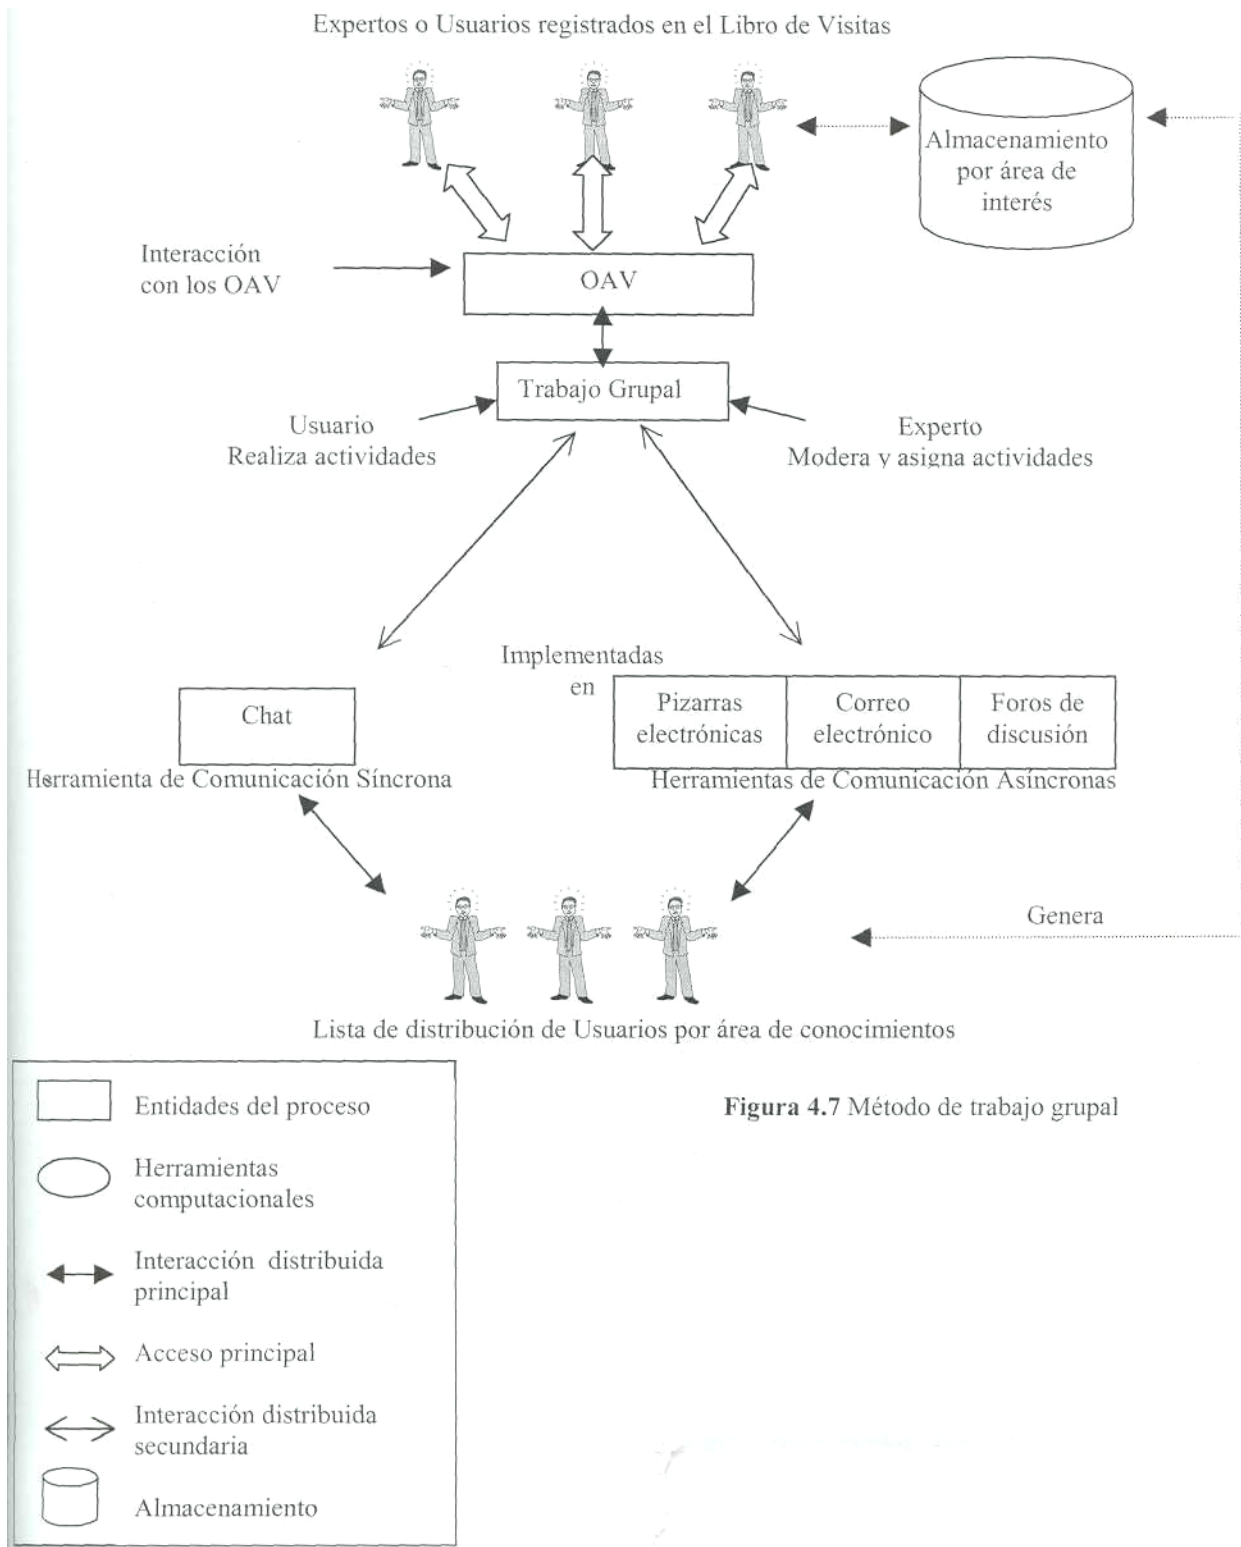 Expertos o Usuarios registrados en el Libro de Visitas
Almacenamiento
por área de
interés
Interacción
con los OAV
OAV
Trabajo Grupal
Usuario
Realiza actividades
Experto
Modera y asigna actividades
Implementadas
en
Chat
Pizarras
electrónicas
Correo
electrónico
Foros de
discusión
Herramienta de Comunicación Síncrona
Herramientas de Comunicación Asíncronas
Genera
Lista de distribución de Usuarios por área de conocimientos
Entidades del proceso
Herramientas
computacionales
Interacción distribuida
principal
Acceso principal
Interacción distribuida
secundaria
Almacenamiento
Figura 4.7 Método de trabajo grupal